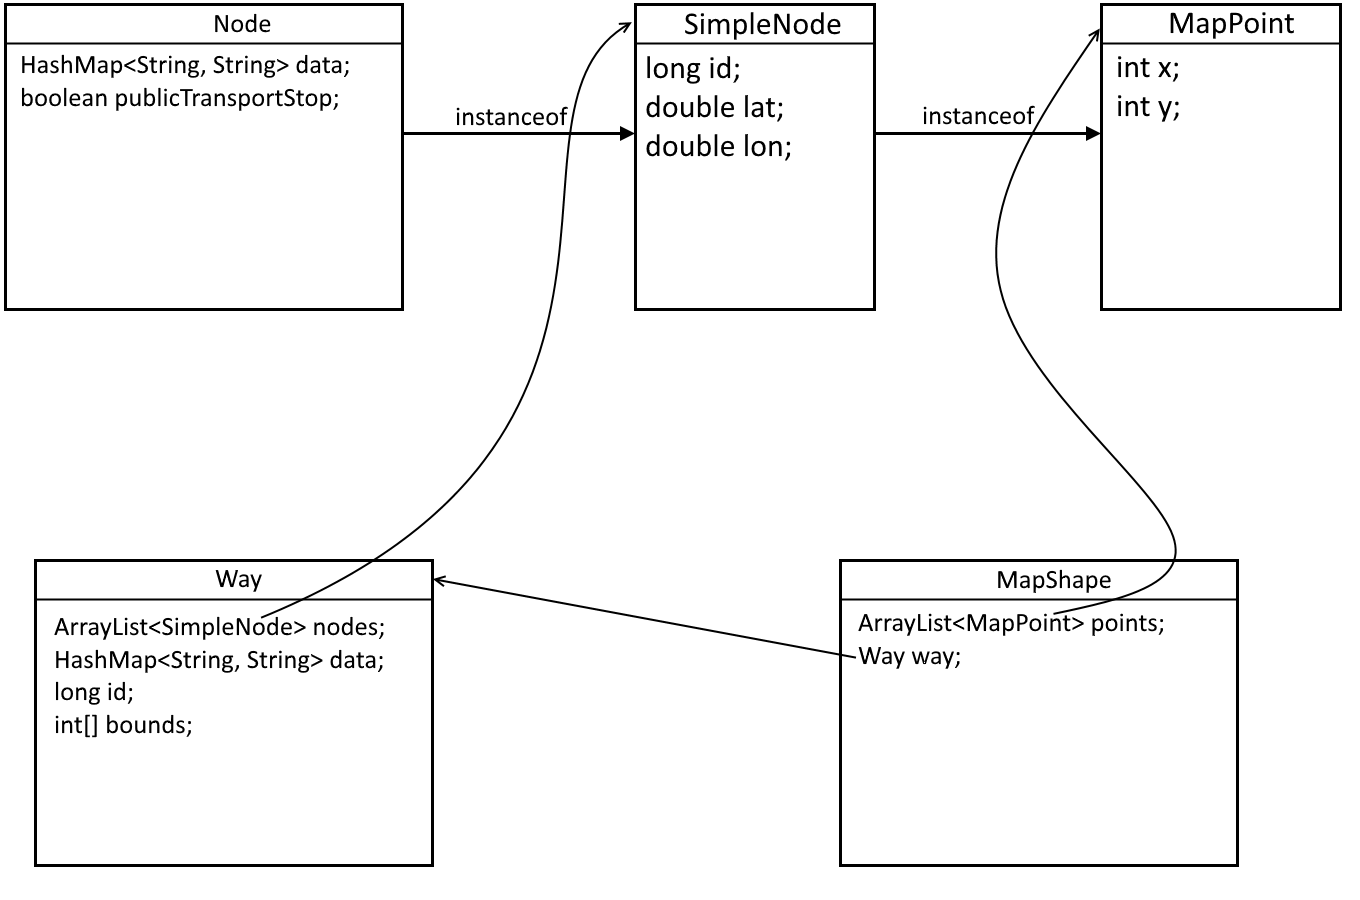 Node
HashMap<String, String> data;
boolean publicTransportStop;
instanceof
SimpleNode
long id;
double lat;
double lon;
instanceof
MapPoint
int x;
int y;
Way
ArrayList<SimpleNode> nodes;
HashMap<String, String> data;
long id;
int[] bounds;
MapShape
ArrayList<MapPoint> points;
Way way;